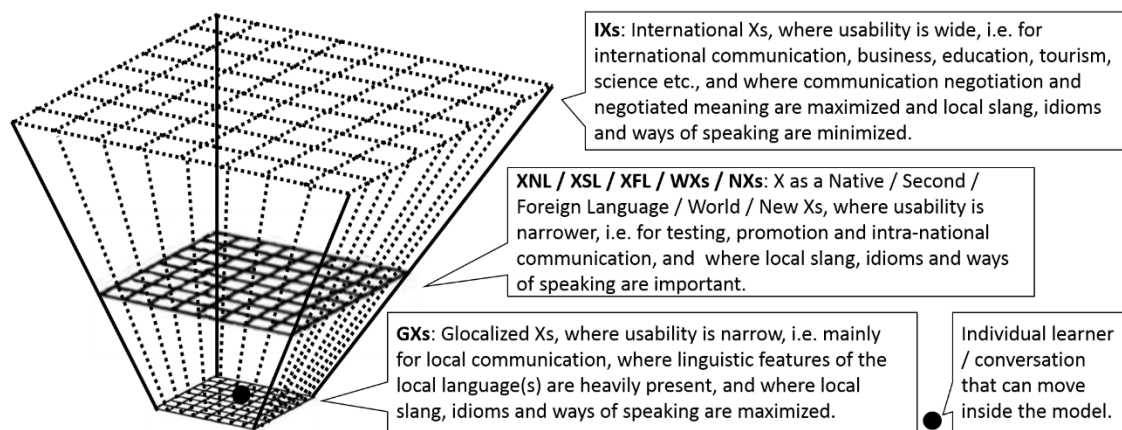 IXs: International Xs, where usability is wide, i.e. for
international communication, business, education, tourism,
science etc., and where communication negotiation and
negotiated meaning are maximized and local slang, idioms
and ways of speaking are minimized.
XNL / XSL / XFL / WXs / NXs: X as a Native / Second /
Foreign Language / World / New Xs, where usability is
narrower, i.e. for testing, promotion and intra-national
communication, and where local slang, idioms and ways
of speaking are important.
GXs: Glocalized Xs, where usability is narrow, i.e. mainly
for local communication, where linguistic features of the
local language(s) are heavily present, and where local
slang, idioms and ways of speaking are maximized.
Individual learner
/ conversation
that can move
inside the model.